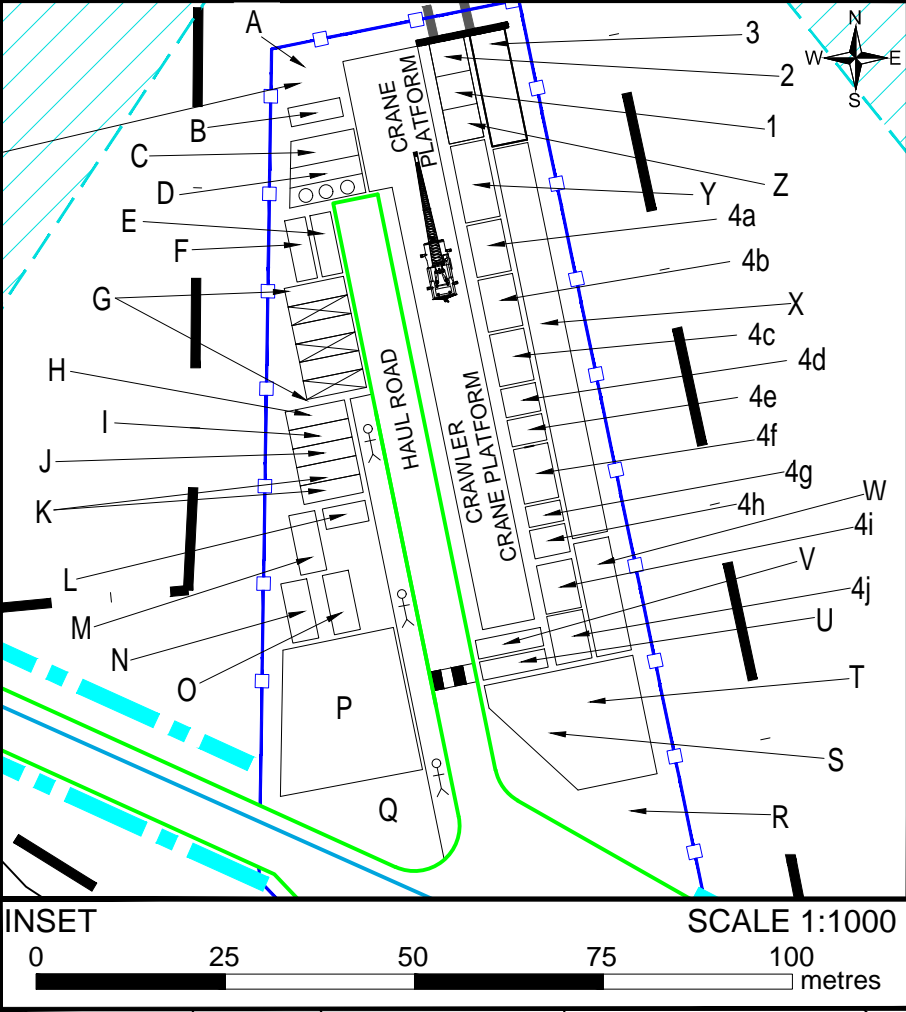 A
3
N
W E
S
2
B
CRANE
PLATFORM
1
C
D
Z
Y
E
4a
F
4b
G
X
4c
H
HAUL ROAD
4d
I
4e
J
CRAWLER
CRANE PLATFORM
4f
K
4g
W
4h
4i
L
V
M
4j
U
N
O
T
P
S
Q
R
INSET SCALE 1:1000
0 25 50 75 100
metres